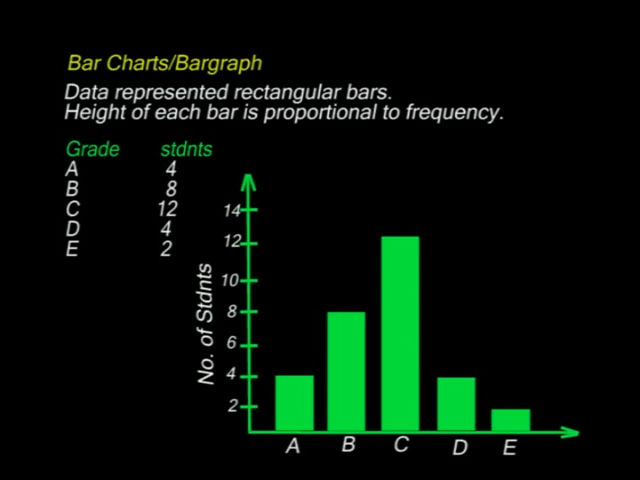 Bar Charts/Bargraph
Data represented rectangular bars.
Height of each bar is proportional to frequency.
Grade stdnts
A 4
B 8
C 12
D 4
E 2
No. of Stdnts
14
12
10
8
6
4
2
A B C D E